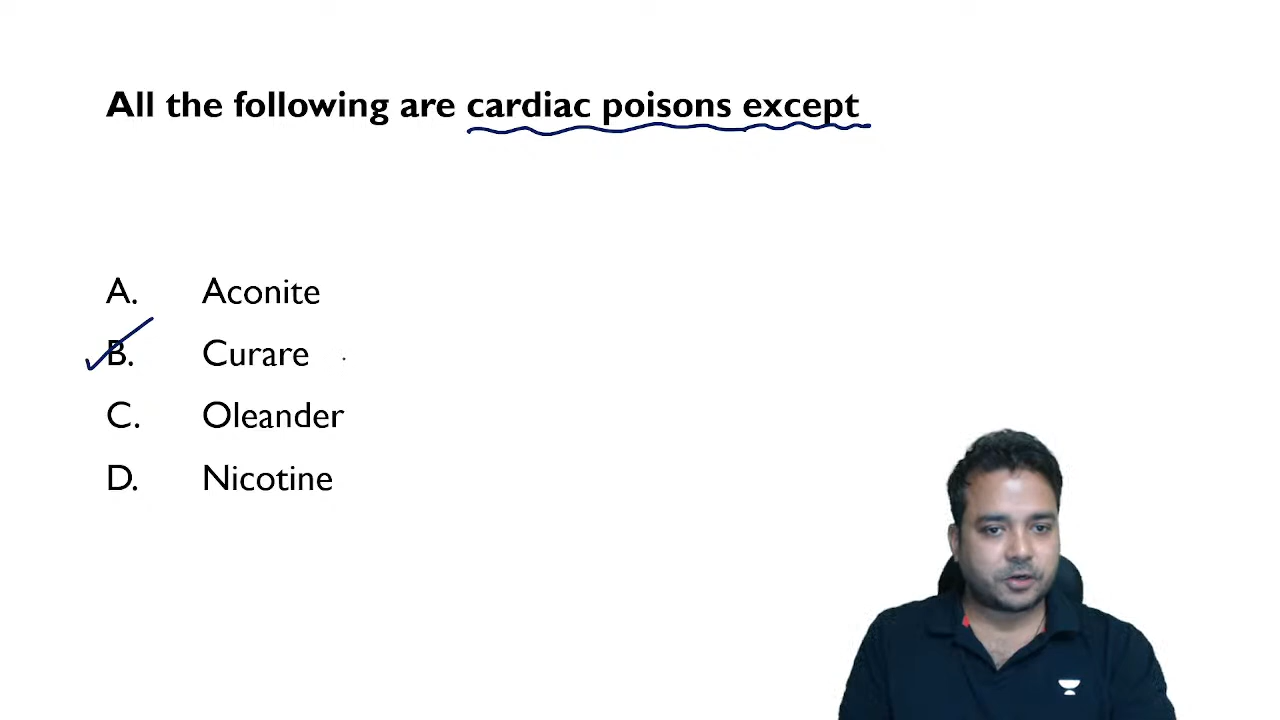 All the following are cardiac poisons except
A. Aconite
B. Curare
C. Oleander
D. Nicotine